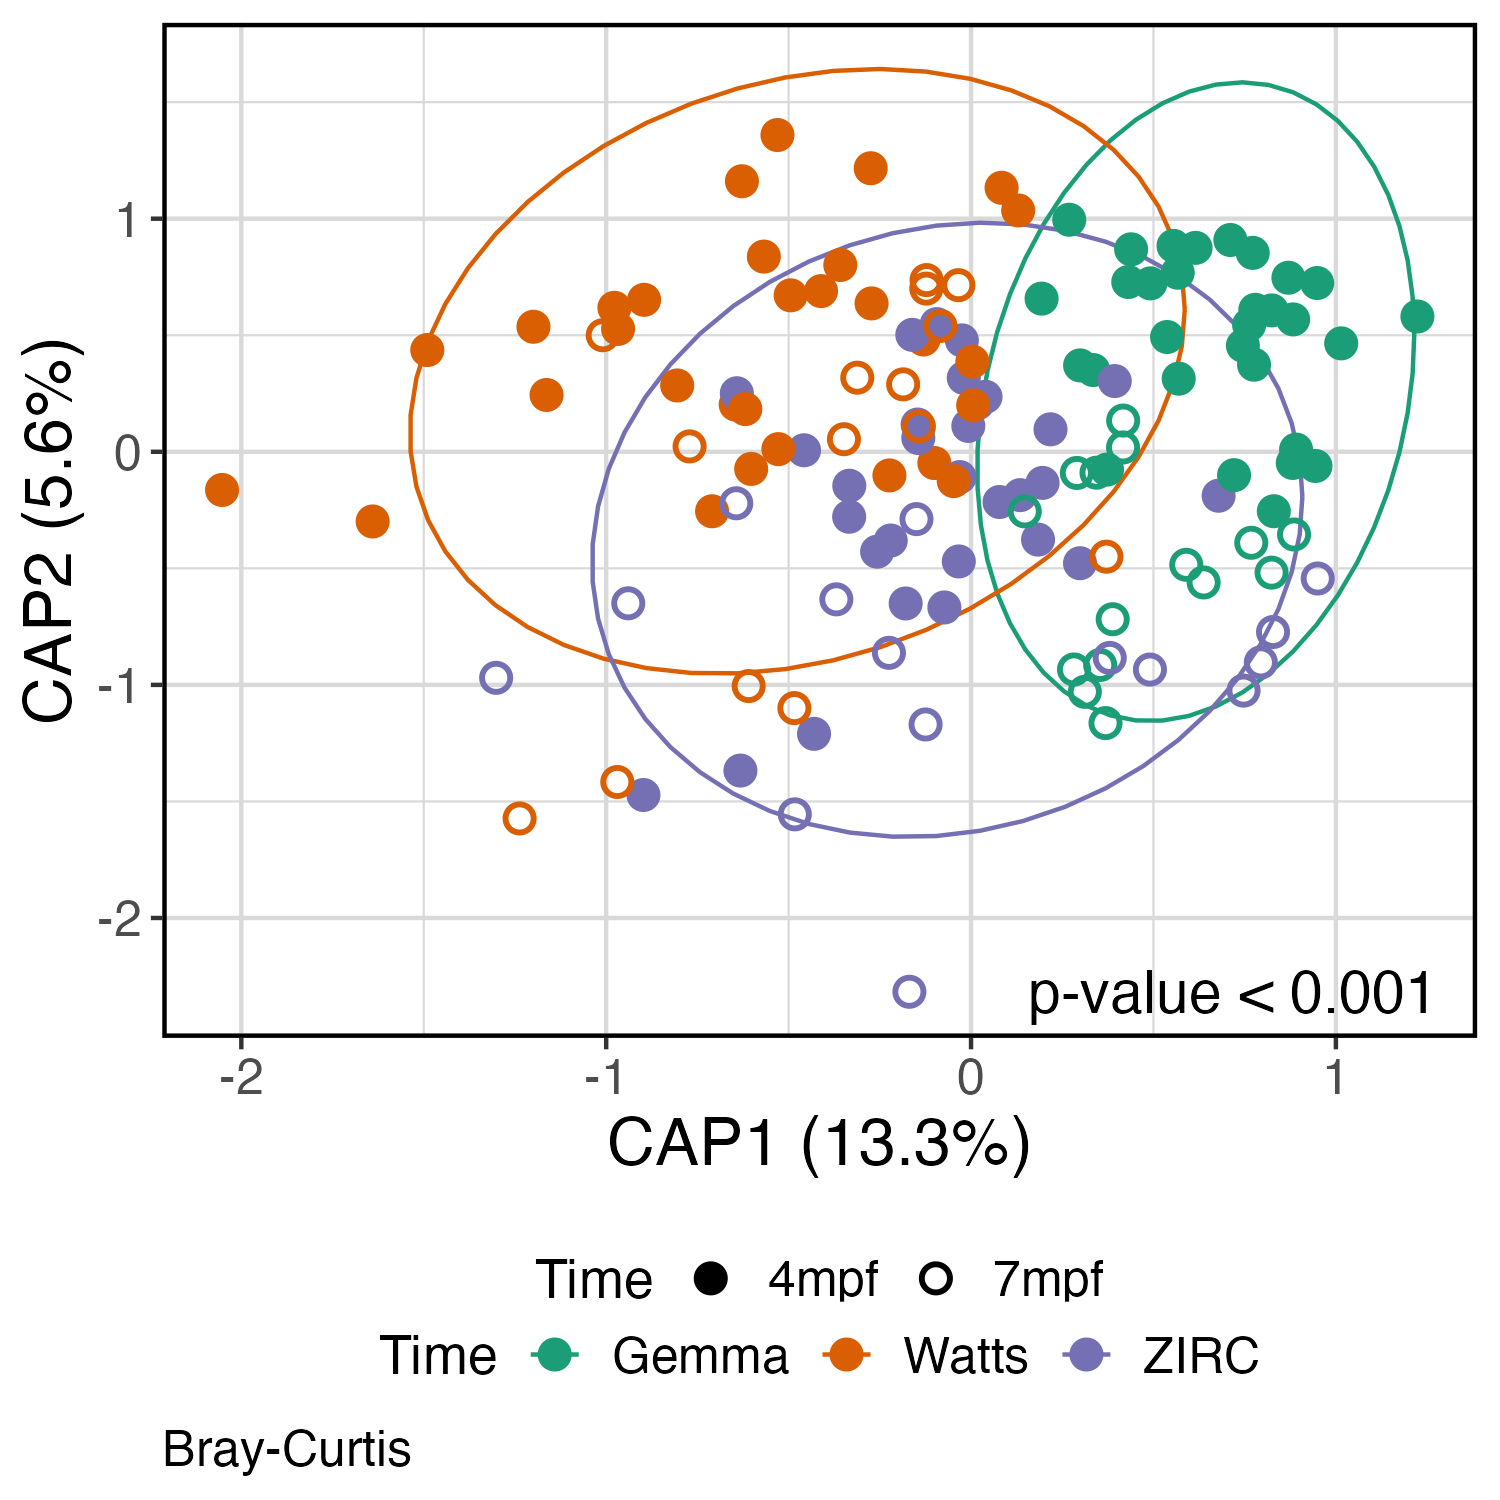 CAP2 (5.6%)
1
0
-1
-2
p-value < 0.001
-2 -1 0 1
CAP1 (13.3%)
Time 4mpf 7mpf
Time Gemma Watts ZIRC
Bray-Curtis